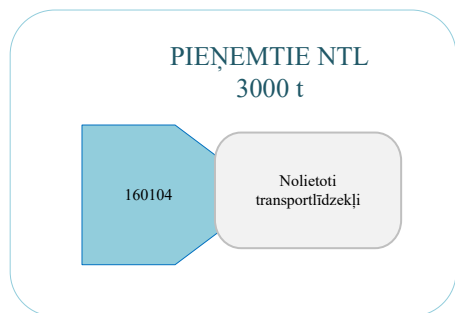 PIEŅEMTIE NTL
3000 t
160104
Nolietoti
transportlīdzekļi